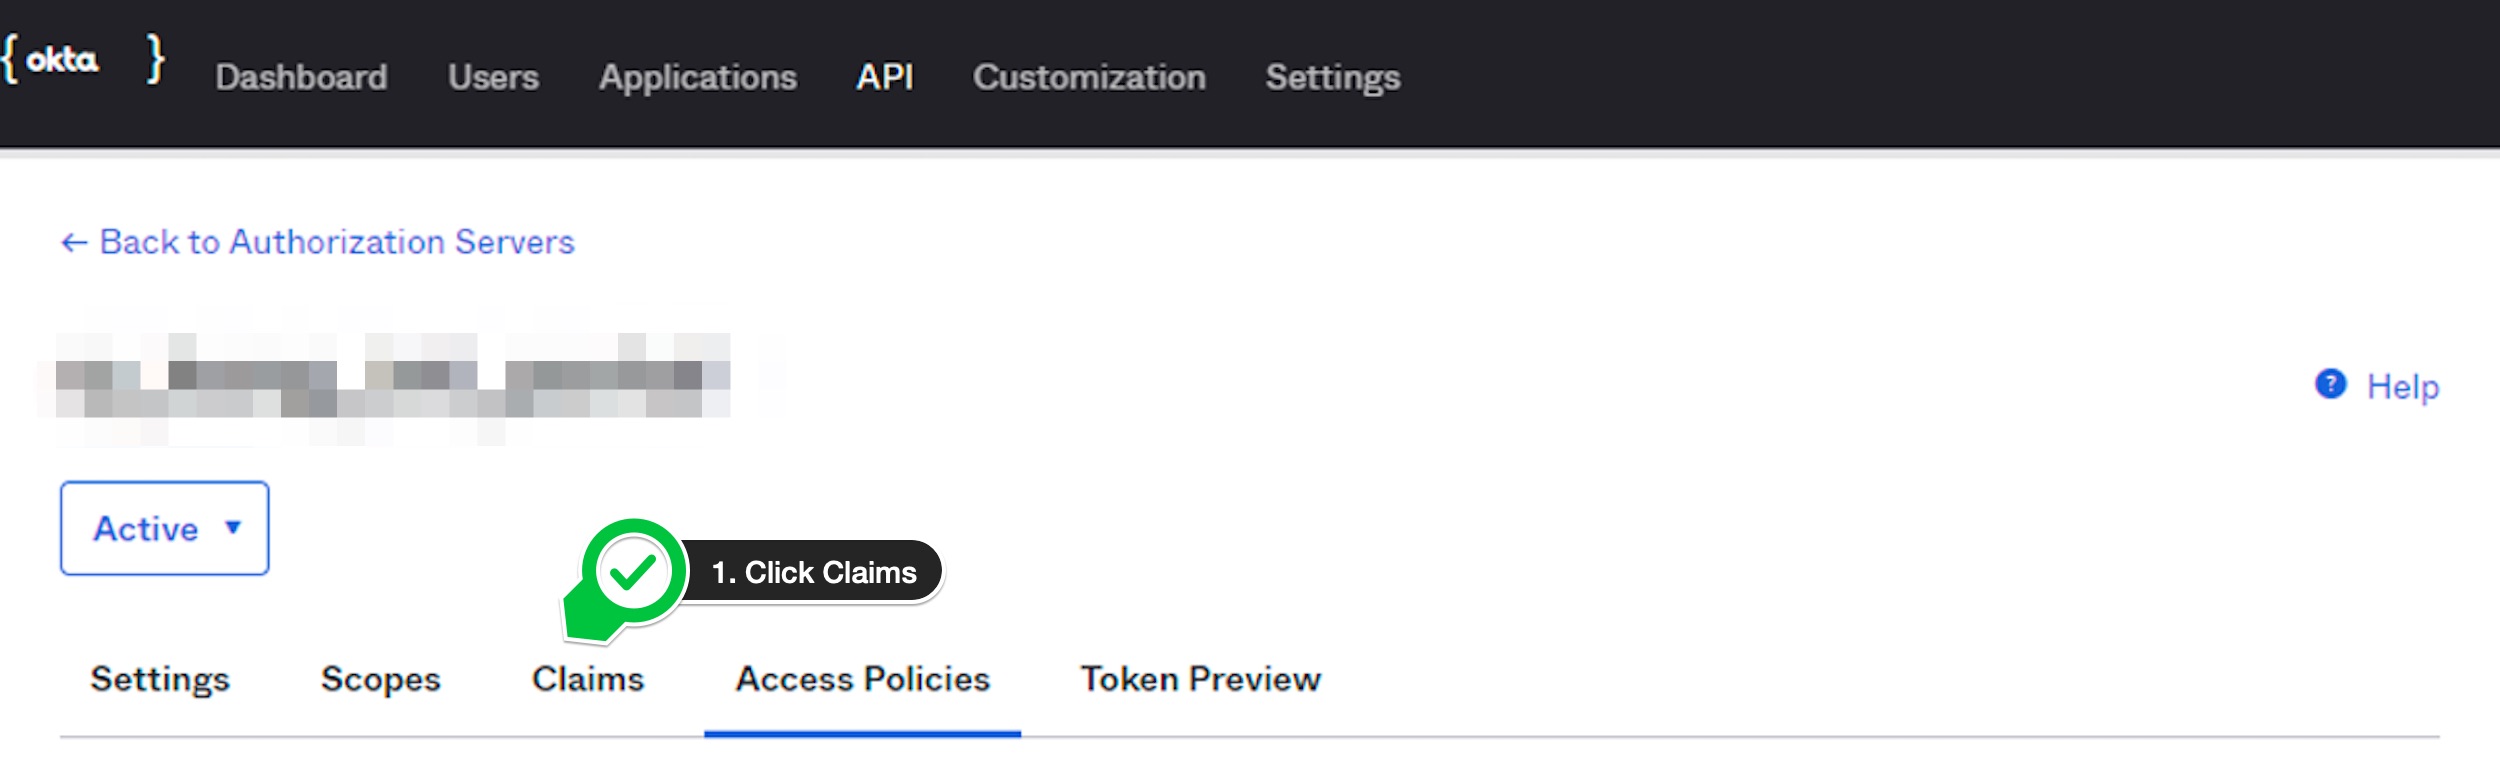 { okta } Dashboard Users Applications API Customization Settings
← Back to Authorization Servers
? Help
Active ▼
1. Click Claims
Settings Scopes Claims Access Policies Token Preview